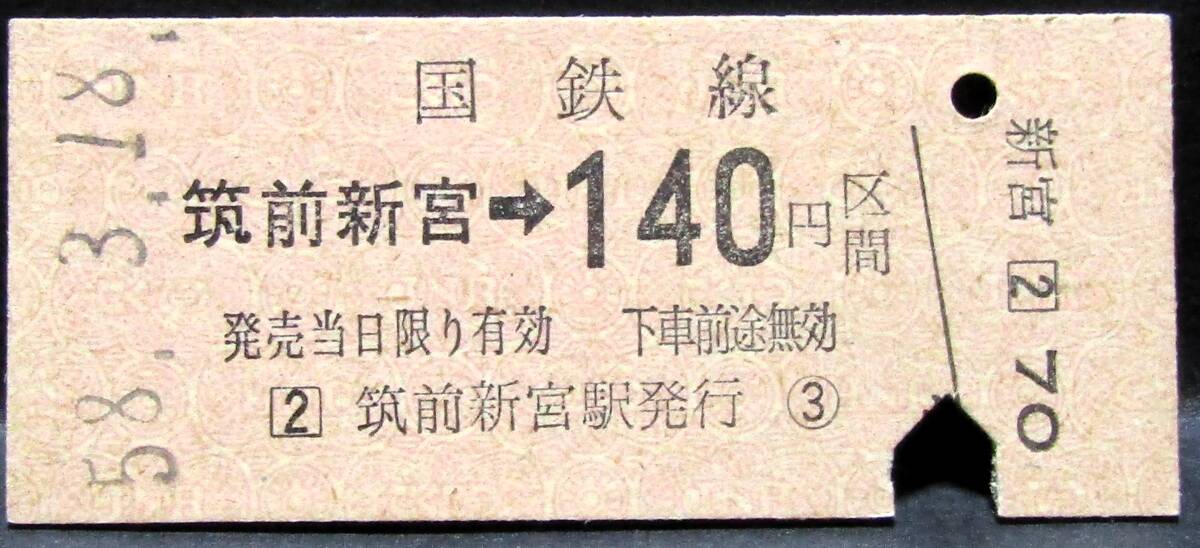 58.3.18.
国鉄線
筑前新宮→140円区間
発売当日限り有効 下車前途無効
2 筑前新宮駅発行 ③
新宮 2 70